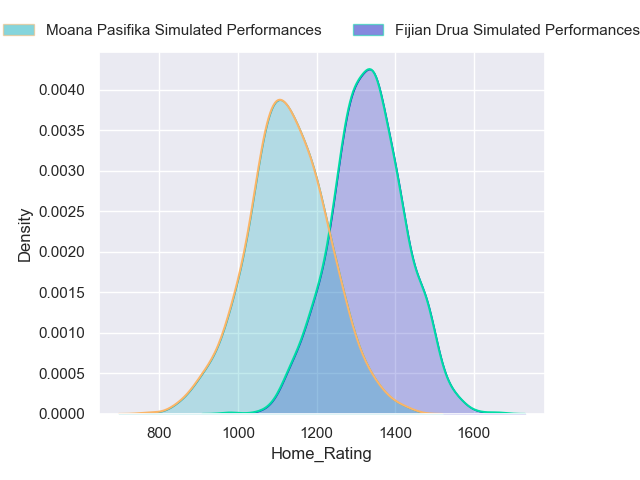 Moana Pasifika Simulated Performances Fijian Drua Simulated Performances
0.0040
0.0035
0.0030
0.0025
0.0020
0.0015
0.0010
0.0005
0.0000
Density
800 1000 1200 1400 1600
Home_Rating